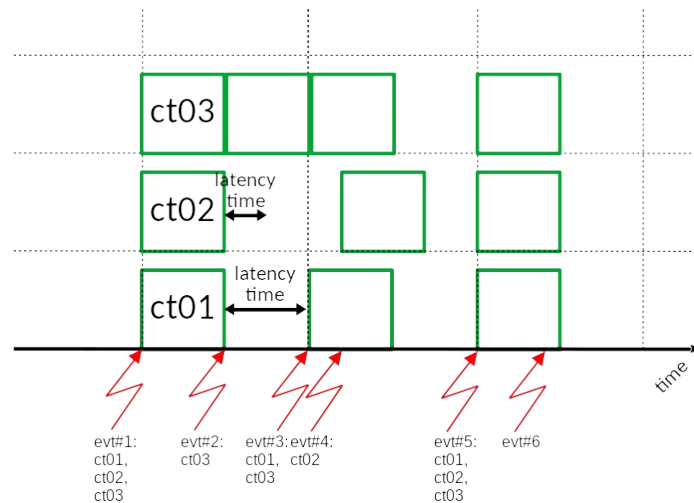 ct03
latency
time
ct02
latency
time
ct01
time
evt#1:
ct01,
ct02,
ct03
evt#2:
ct03
evt#3:
ct01,
ct03
evt#4:
ct02
evt#5:
ct01,
ct02,
ct03
evt#6